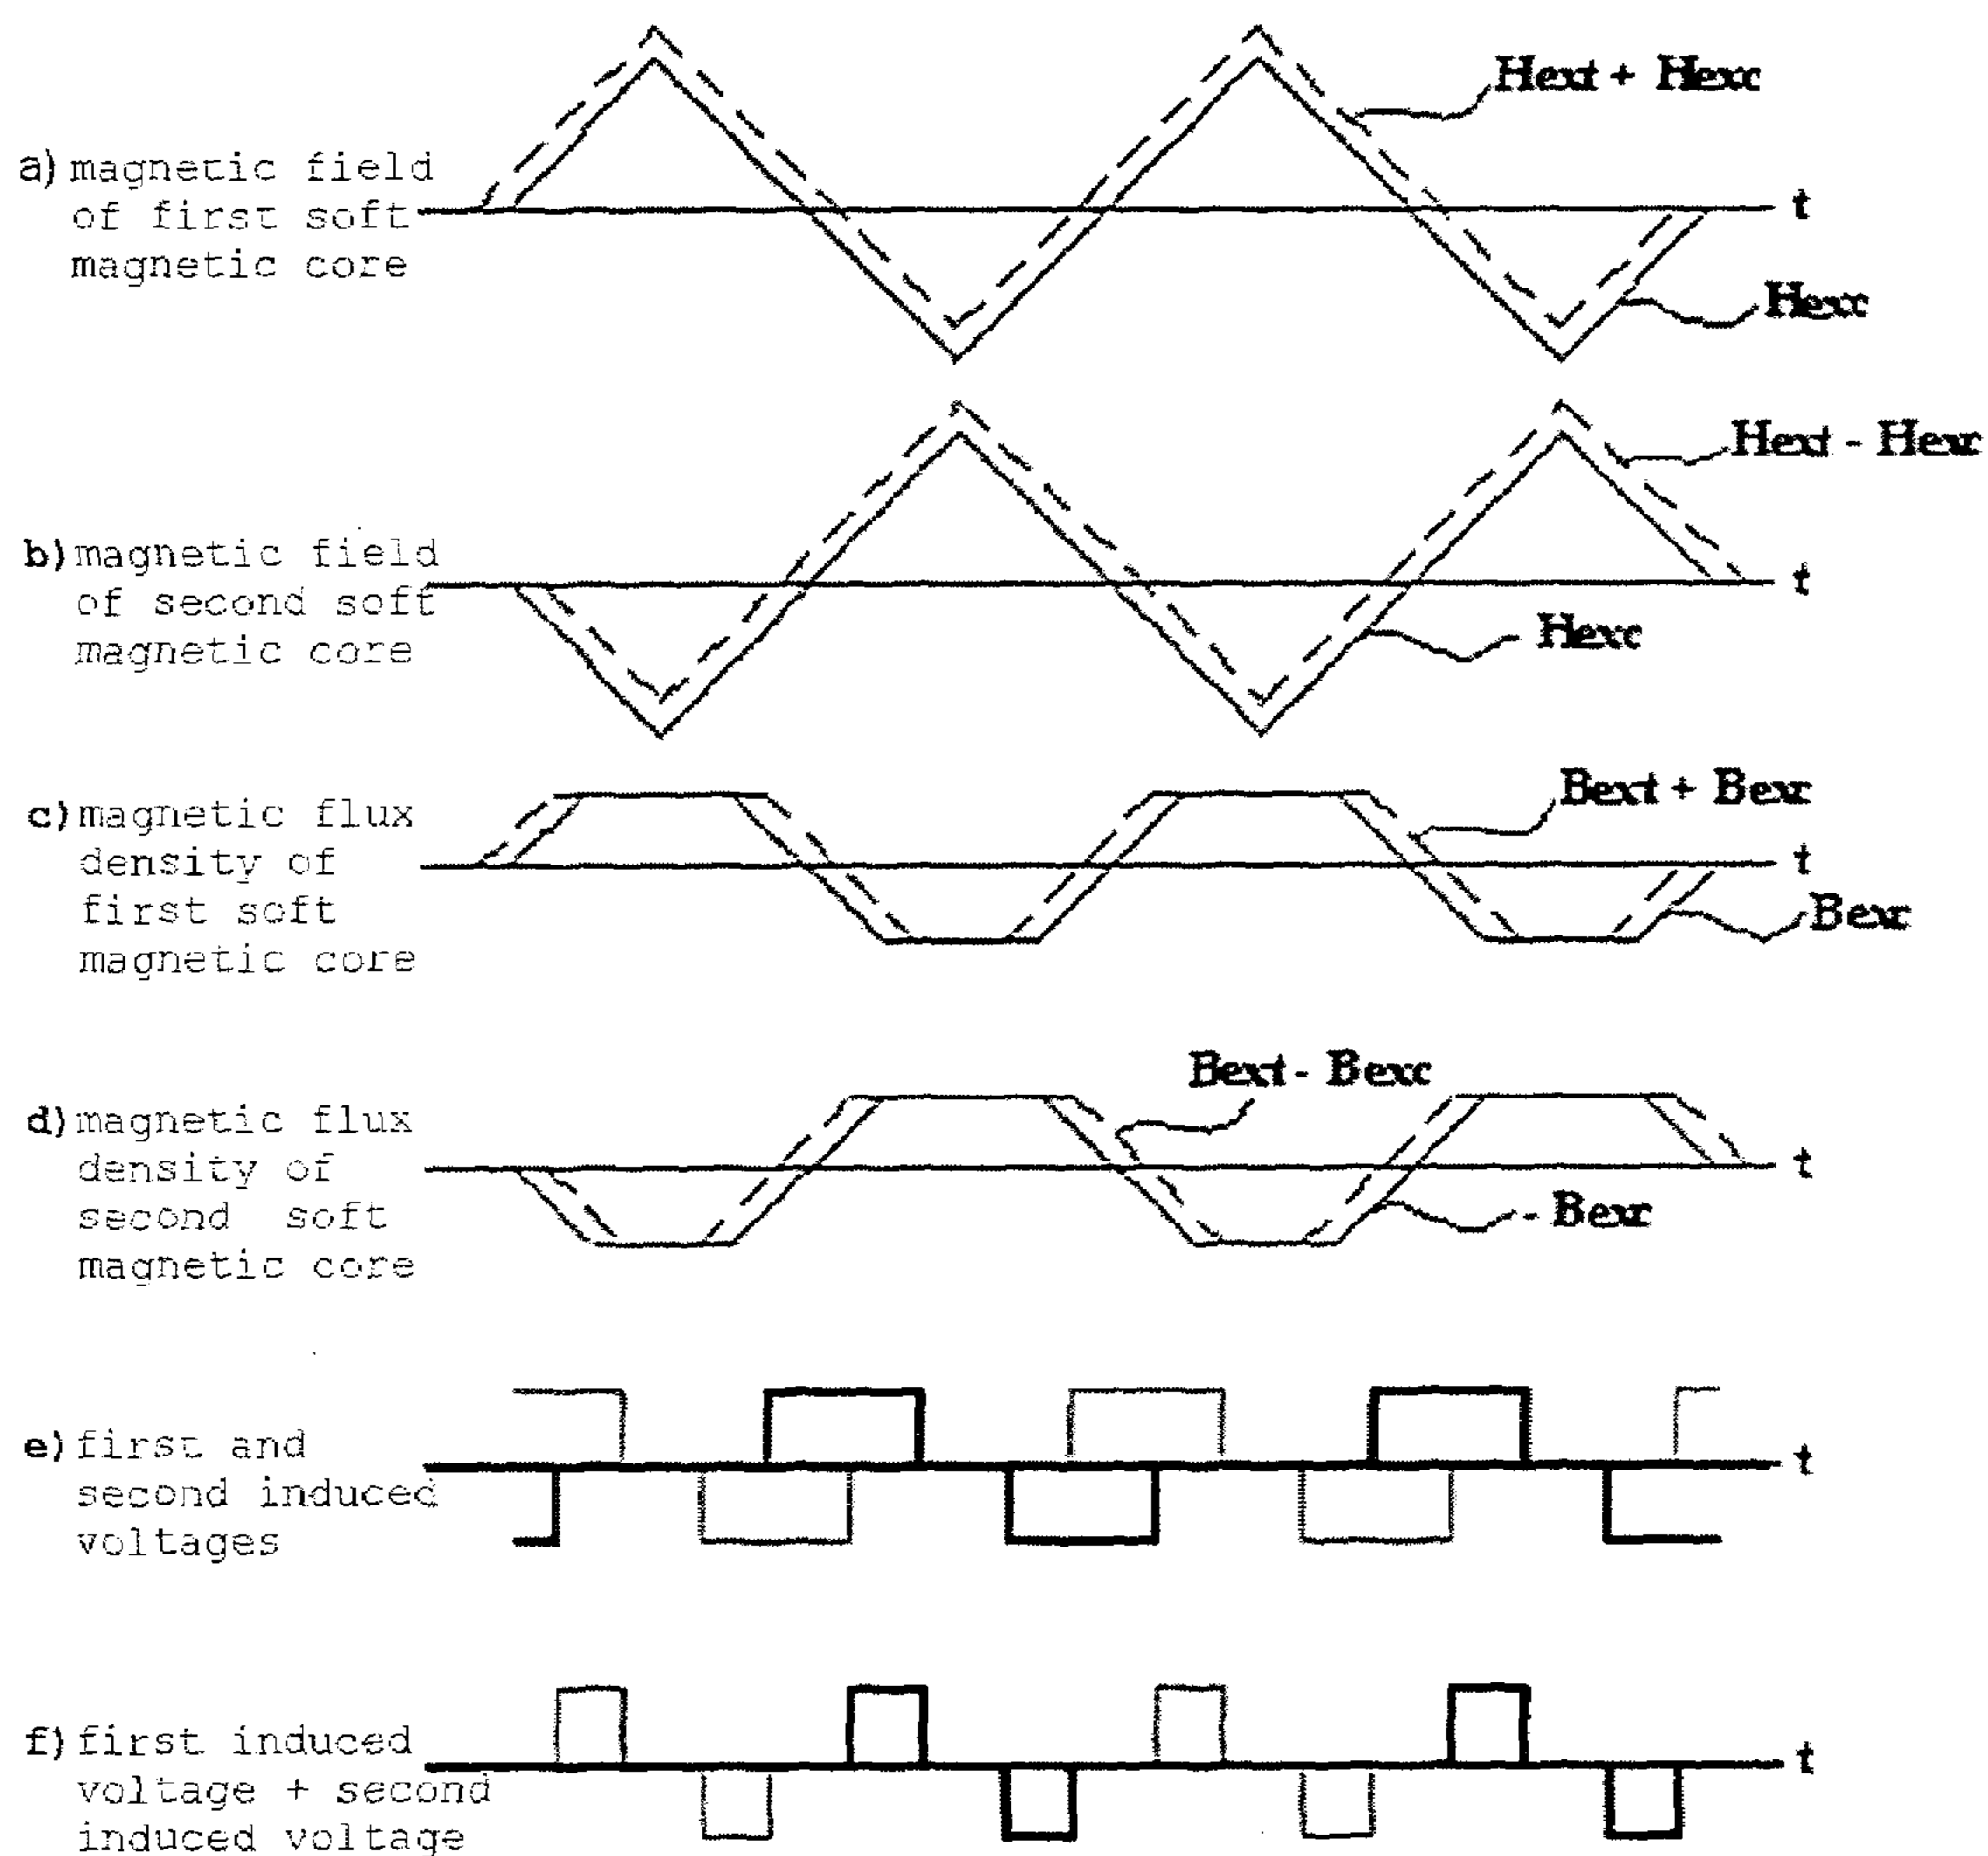 Hext + Hexc
a) magnetic field
of first soft
magnetic core
t
Hexc
Hext - Hexc
b) magnetic field
of second soft
magnetic core
t
Hexc
Bext + Bexc
c) magnetic flux
density of
first soft
magnetic core
t
Bexc
Bext - Bexc
d) magnetic flux
density of
second soft
magnetic core
t
- Bexc
e) first and
second induced
voltages
t
f) first induced
voltage + second
induced voltage
t